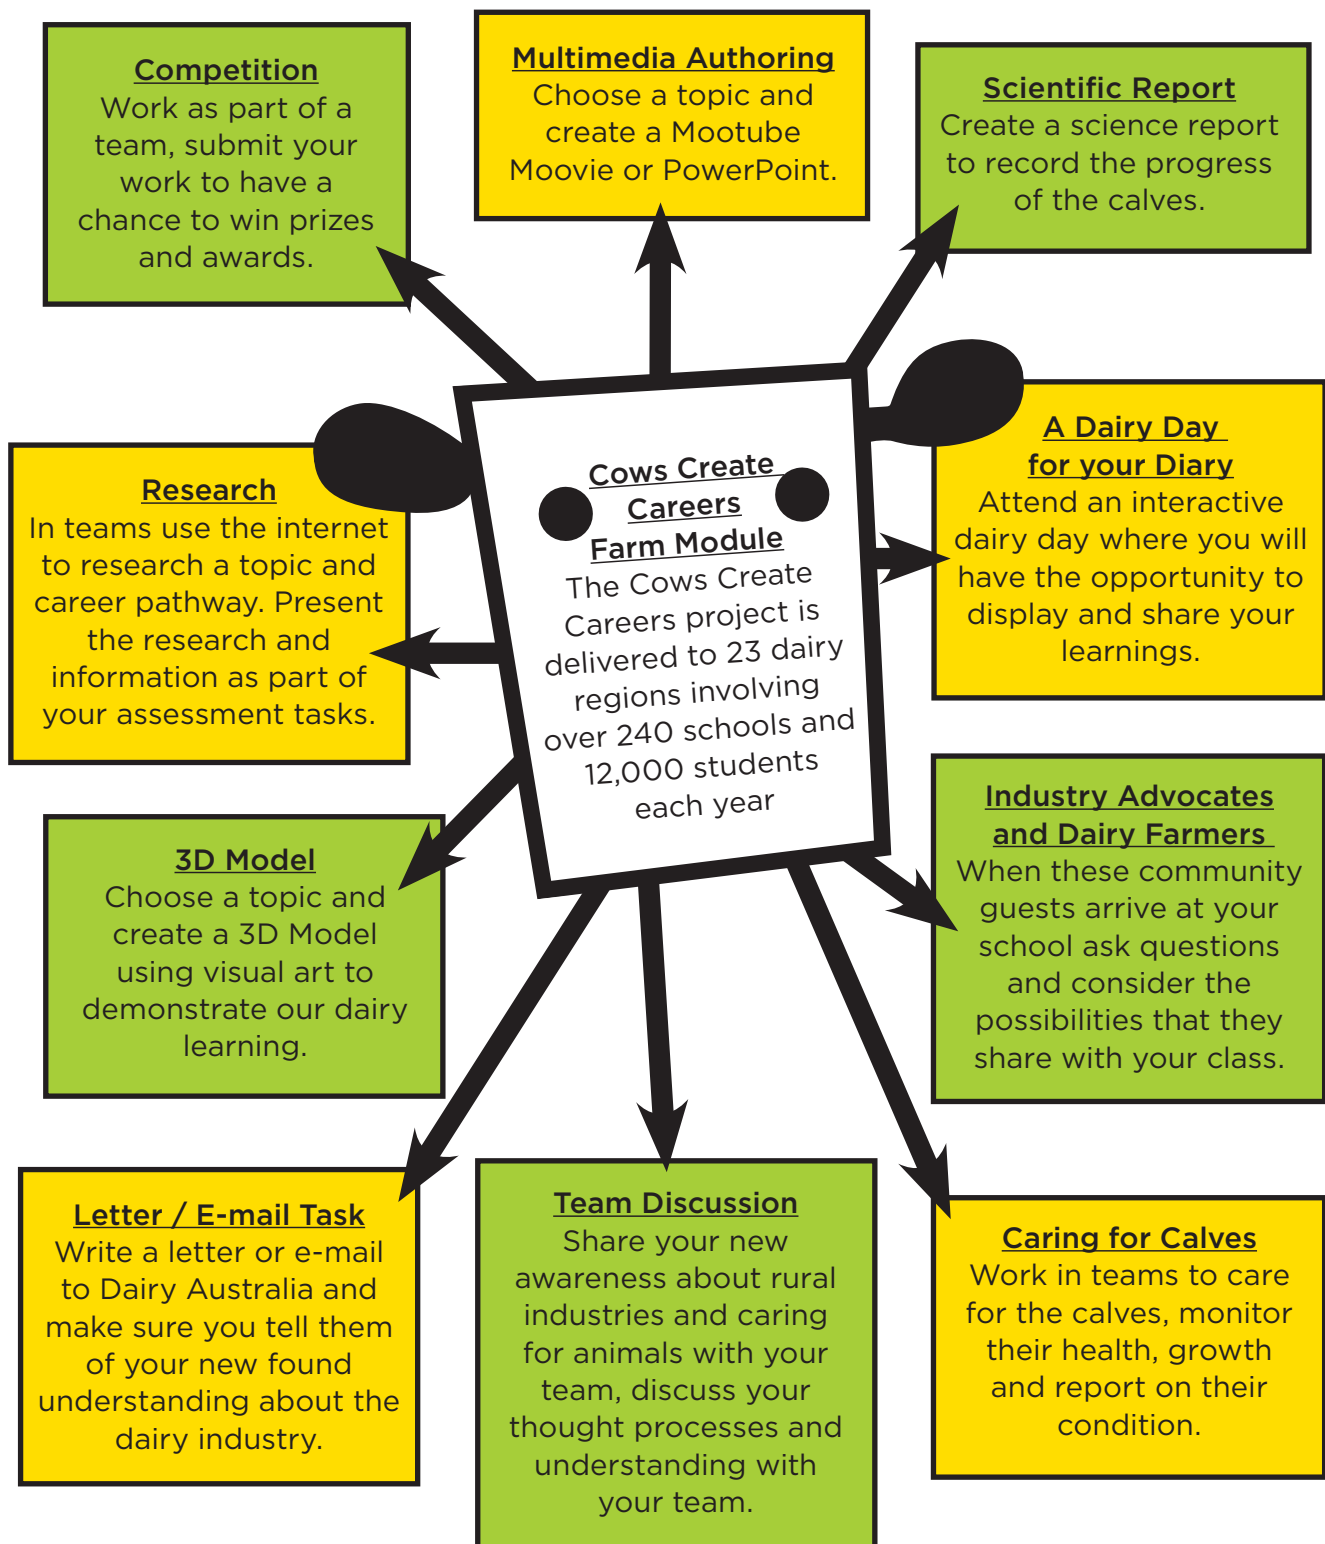 Competition
Work as part of a
team, submit your
work to have a
chance to win prizes
and awards.
Multimedia Authoring
Choose a topic and
create a Mootube
Moovie or PowerPoint.
Scientific Report
Create a science report
to record the progress
of the calves.
Research
In teams use the internet
to research a topic and
career pathway. Present
the research and
information as part of
your assessment tasks.
Cows Create
Careers
Farm Module
The Cows Create
Careers project is
delivered to 23 dairy
regions involving
over 240 schools and
12,000 students
each year
A Dairy Day
for your Diary
Attend an interactive
dairy day where you will
have the opportunity to
display and share your
learnings.
3D Model
Choose a topic and
create a 3D Model
using visual art to
demonstrate our dairy
learning.
Industry Advocates
and Dairy Farmers
When these community
guests arrive at your
school ask questions
and consider the
possibilities that they
share with your class.
Letter / E-mail Task
Write a letter or e-mail
to Dairy Australia and
make sure you tell them
of your new found
understanding about the
dairy industry.
Team Discussion
Share your new
awareness about rural
industries and caring
for animals with your
team, discuss your
thought processes and
understanding with
your team.
Caring for Calves
Work in teams to care
for the calves, monitor
their health, growth
and report on their
condition.